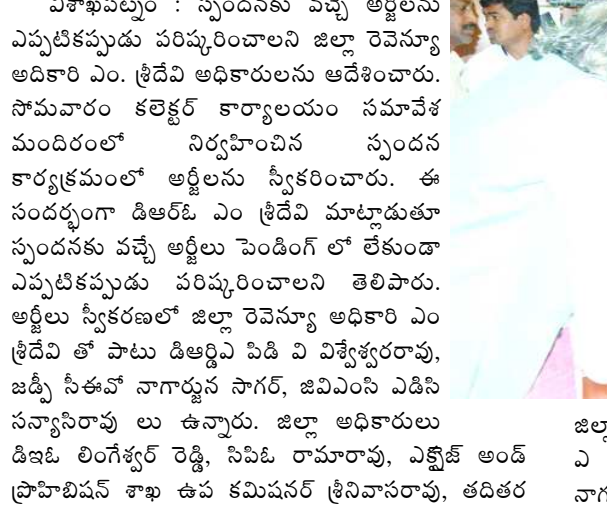 విశాఖపట్నం : స్పందనకు వచ్చే అర్జీలను
ఎప్పటికప్పుడు పరిష్కరించాలని జిల్లా రెవెన్యూ
అదికారి ఎం. శ్రీదేవి అధికారులను ఆదేశించారు.
సోమవారం కలెక్టర్ కార్యాలయం సమావేశ
మందిరంలో నిర్వహించిన స్పందన
కార్యక్రమంలో అర్జీలను స్వీకరించారు. ఈ
సందర్భంగా డిఆర్ఓ ఎం శ్రీదేవి మాట్లాడుతూ
స్పందనకు వచ్చే అర్జీలు పెండింగ్ లో లేకుండా
ఎప్పటికప్పుడు పరిష్కరించాలని తెలిపారు.
అర్జీలు స్వీకరణలో జిల్లా రెవెన్యూ అధికారి ఎం
శ్రీదేవి తో పాటు డిఆర్డిఎ పిడి వి విశ్వేశ్వరరావు,
జడ్పీ సీఈవో నాగార్జున సాగర్, జివిఎంసి ఎడిసి
సన్యాసిరావు లు ఉన్నారు. జిల్లా అధికారులు
డిఇఓ లింగేశ్వర్ రెడ్డి, సిపిఓ రామారావు, ఎక్సైజ్ అండ్
ప్రొహిబిషన్ శాఖ ఉప కమిషనర్ శ్రీనివాసరావు, తదితర
జిల్లా
ఎ
నాగ